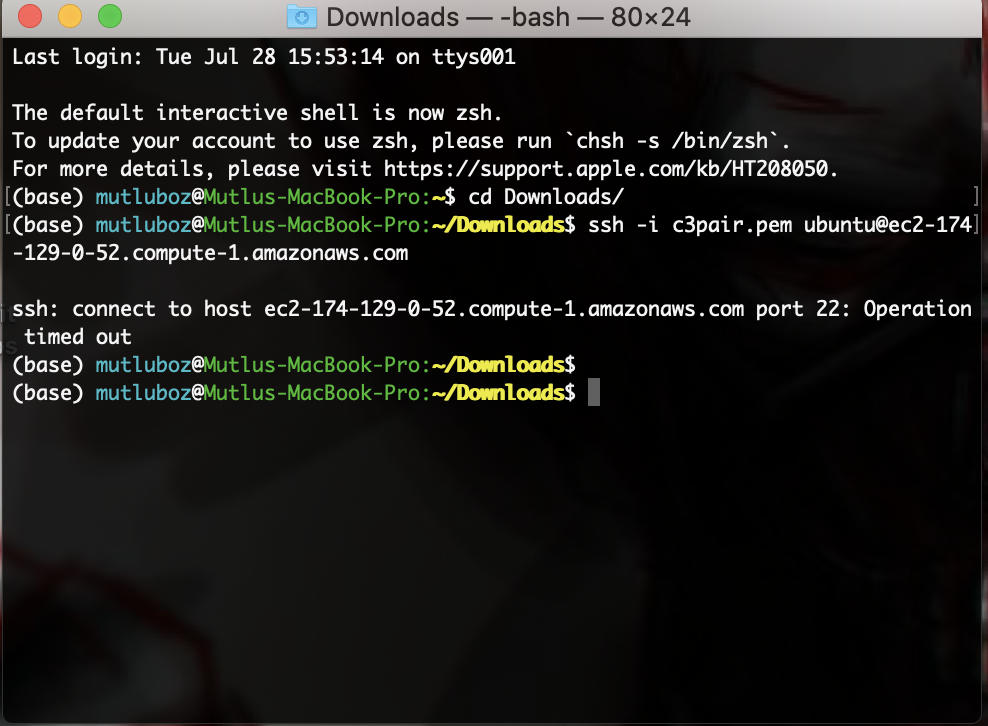 Downloads — -bash — 80×24
Last login: Tue Jul 28 15:53:14 on ttys001
The default interactive shell is now zsh.
To update your account to use zsh, please run `chsh -s /bin/zsh`.
For more details, please visit https://support.apple.com/kb/HT208050.
[(base) mutluboz@Mutlus-MacBook-Pro:~$ cd Downloads/ ]
[(base) mutluboz@Mutlus-MacBook-Pro:~/Downloads$ ssh -i c3pair.pem ubuntu@ec2-174]
-129-0-52.compute-1.amazonaws.com
ssh: connect to host ec2-174-129-0-52.compute-1.amazonaws.com port 22: Operation
timed out
(base) mutluboz@Mutlus-MacBook-Pro:~/Downloads$
(base) mutluboz@Mutlus-MacBook-Pro:~/Downloads$